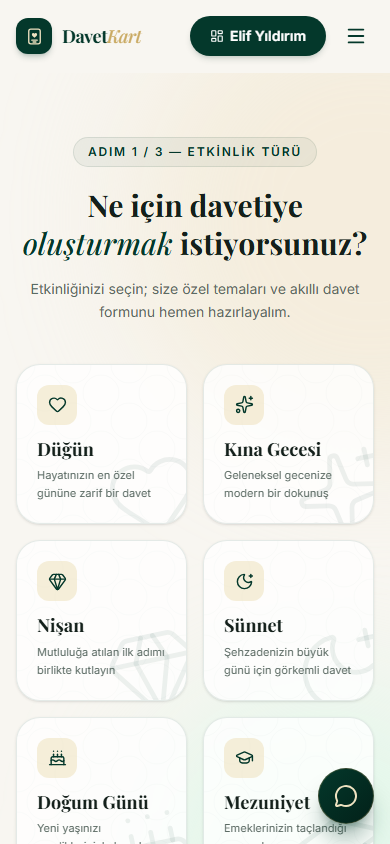 DavetKart
Elif Yıldırım
ADIM 1 / 3 — ETKİNLİK TÜRÜ
Ne için davetiye
oluşturmak istiyorsunuz?
Etkinliğinizi seçin; size özel temaları ve akıllı davet
formunu hemen hazırlayalım.
Düğün
Hayatınızın en özel
gününe zarif bir davet
Kına Gecesi
Geleneksel gecenize
modern bir dokunuş
Nişan
Mutluluğa atılan ilk adımı
birlikte kutlayın
Sünnet
Şehzadenizin büyük
günü için görkemli davet
Doğum Günü
Yeni yaşınızı
Mezuniyet
Emeklerinizin taçlandığı